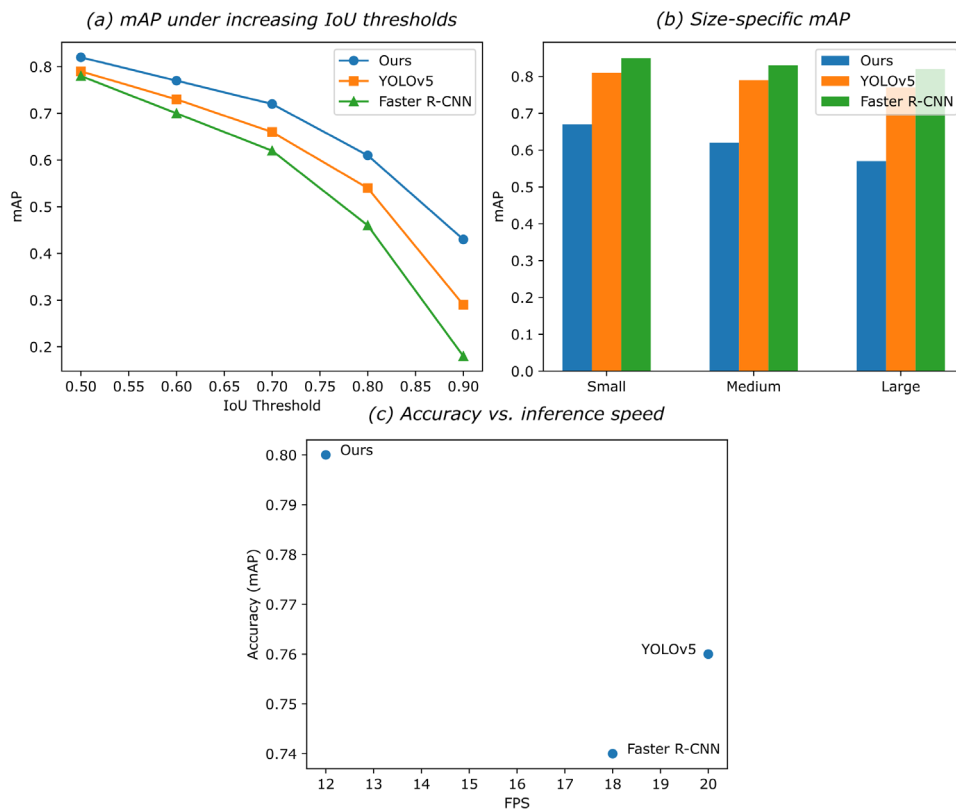 (a) mAP under increasing IoU thresholds
mAP
0.8
0.7
0.6
0.5
0.4
0.3
0.2
Ours
YOLOv5
Faster R-CNN
0.50 0.55 0.60 0.65 0.70 0.75 0.80 0.85 0.90
IoU Threshold
(b) Size-specific mAP
mAP
0.8
0.7
0.6
0.5
0.4
0.3
0.2
0.1
0.0
Ours
YOLOv5
Faster R-CNN
Small Medium Large
(c) Accuracy vs. inference speed
Accuracy (mAP)
0.80
0.79
0.78
0.77
0.76
0.75
0.74
Ours
YOLOv5
Faster R-CNN
12 13 14 15 16 17 18 19 20
FPS